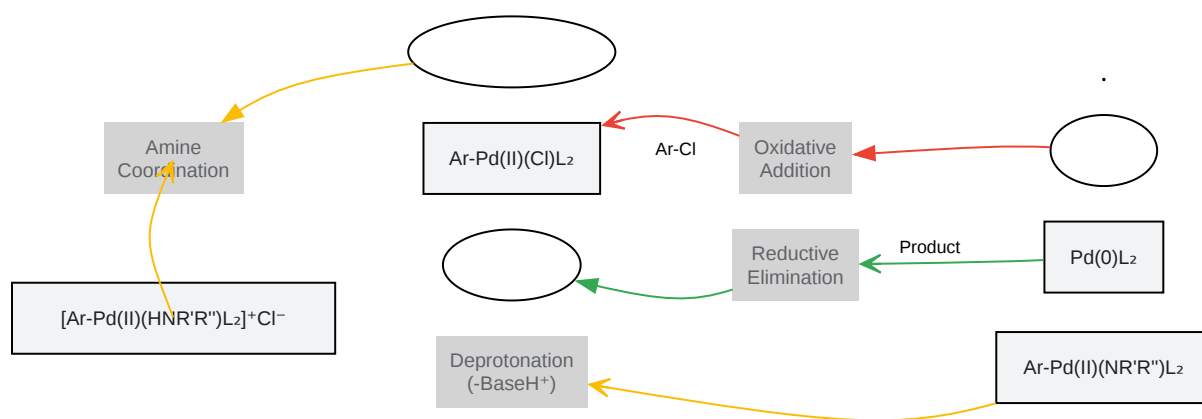 Amine
Coordination
Ar-Pd(II)(Cl)L₂
Ar-Cl
Oxidative
Addition
Reductive
Elimination
Product
Pd(0)L₂
[Ar-Pd(II)(HNR'R")L₂]⁺Cl⁻
Deprotonation
(-BaseH⁺)
Ar-Pd(II)(NR'R")L₂